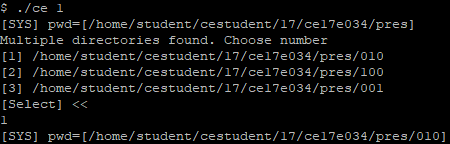 $ ./ce 1
[SYS] pwd=[/home/student/cestudent/17/ce17e034/pres]
Multiple directories found. Choose number
[1] /home/student/cestudent/17/ce17e034/pres/010
[2] /home/student/cestudent/17/ce17e034/pres/100
[3] /home/student/cestudent/17/ce17e034/pres/001
[Select] <<
1
[SYS] pwd=[/home/student/cestudent/17/ce17e034/pres/010]